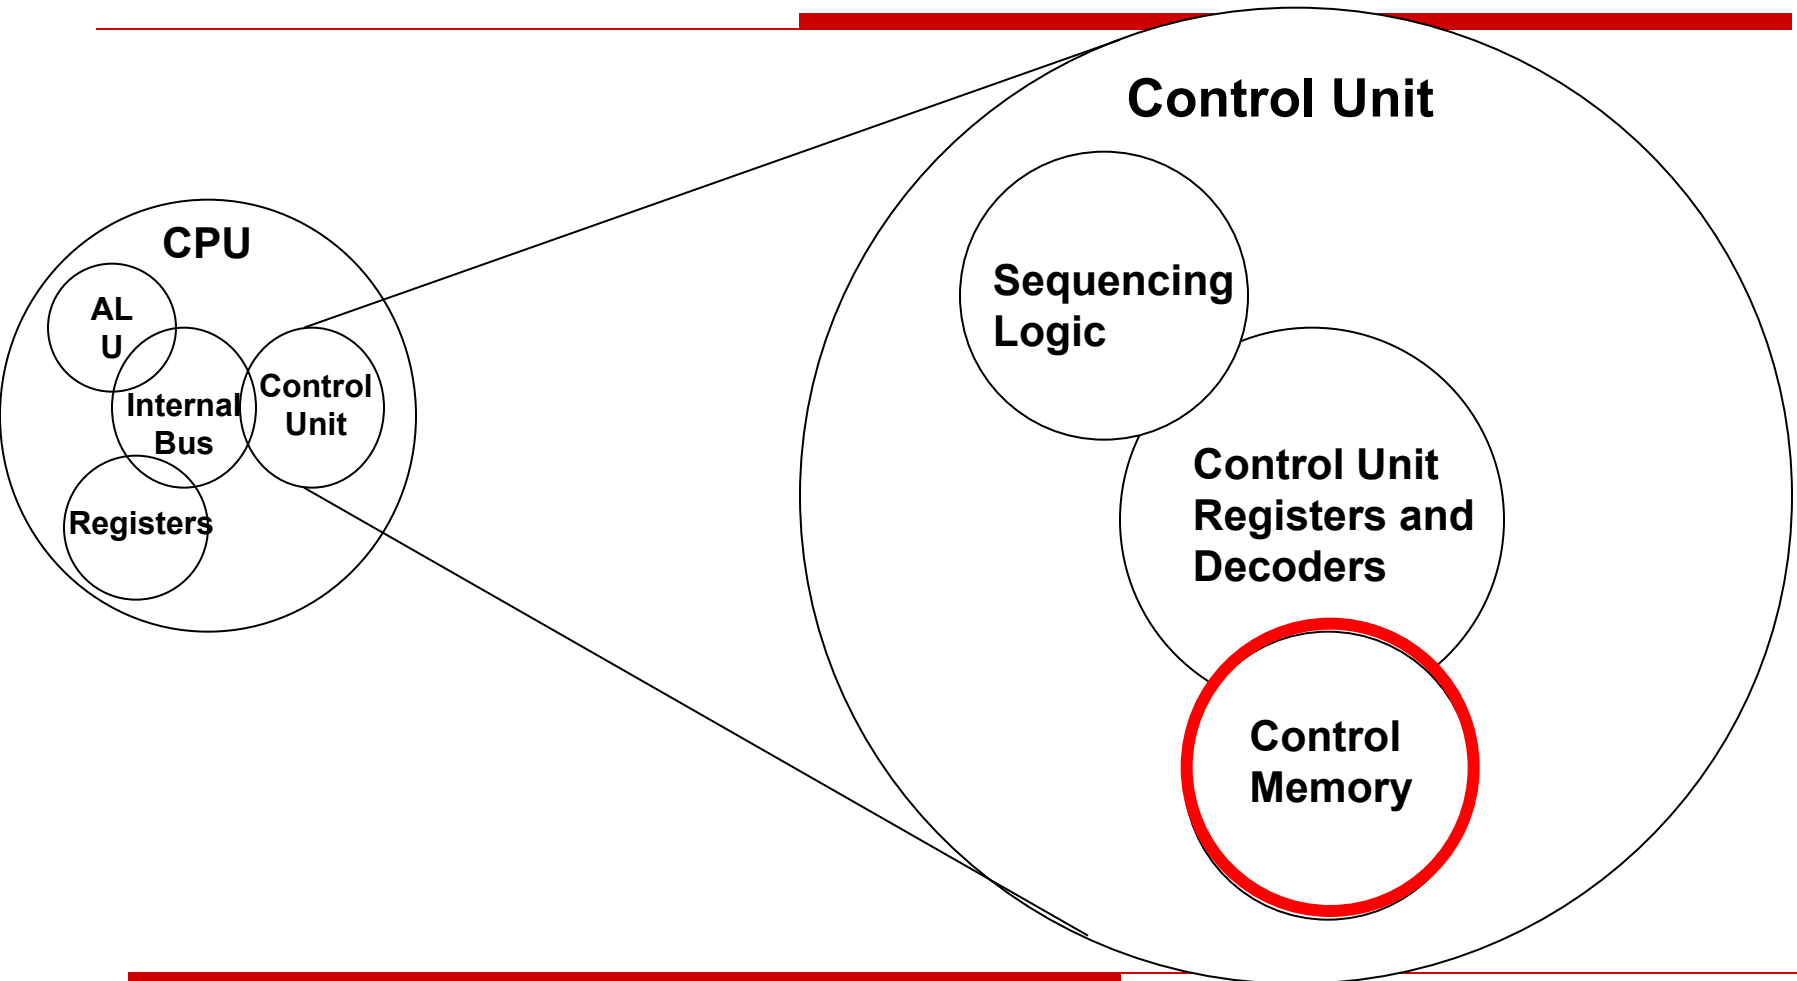 Control Unit
CPU
AL
U
Internal
Bus
Control
Unit
Registers
Sequencing
Logic
Control Unit
Registers and
Decoders
Control
Memory